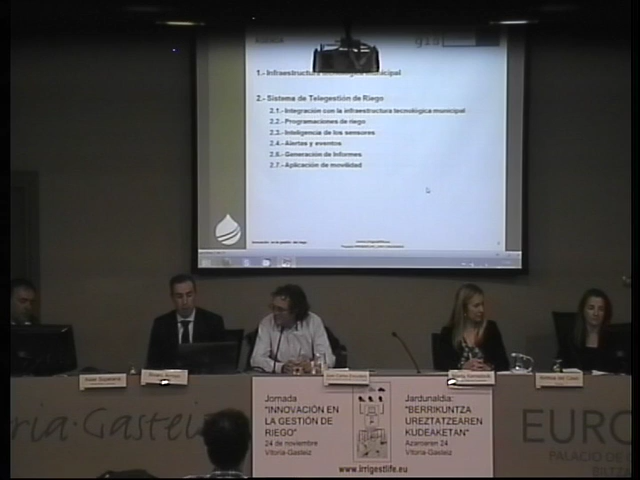 AGENDA
1.- Infraestructura tecnológica municipal
2.- Sistema de Telegestión de Riego
2.1.- Integración con la infraestructura tecnológica municipal
2.2.- Programaciones de riego
2.3.- Inteligencia de los sensores
2.4.- Alertas y eventos
2.6.- Generación de Informes
2.7.- Aplicación de movilidad
ria-Gasteiz
Jornada
"INNOVACIÓN EN
LA GESTIÓN DE
RIEGO"
24 de noviembre
Vitoria-Gasteiz
Jardunaldia:
"BERRIKUNTZA
UREZTATZEAREN
KUDEAKETAN"
Azaroaren 24
Vitoria-Gasteiz
www.irrigestlife.eu
EURO
PALACIO DE